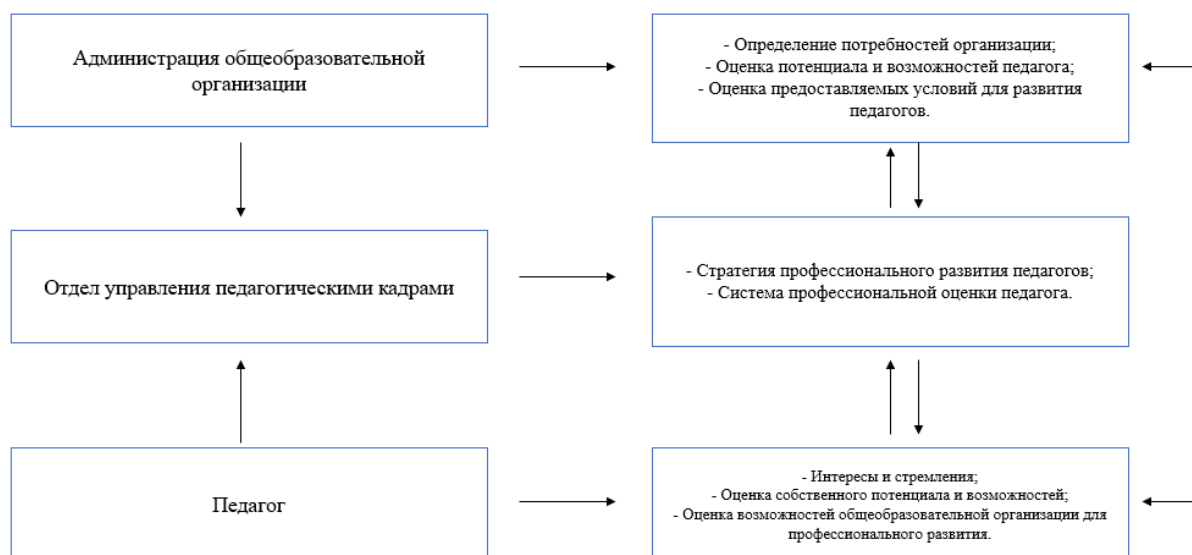 Администрация общеобразовательной
организации
- Определение потребностей организации;
- Оценка потенциала и возможностей педагога;
- Оценка предоставляемых условий для развития
педагогов.
Отдел управления педагогическими кадрами
- Стратегия профессионального развития педагогов;
- Система профессиональной оценки педагога.
Педагог
- Интересы и стремления;
- Оценка собственного потенциала и возможностей;
- Оценка возможностей общеобразовательной организации для
профессионального развития.